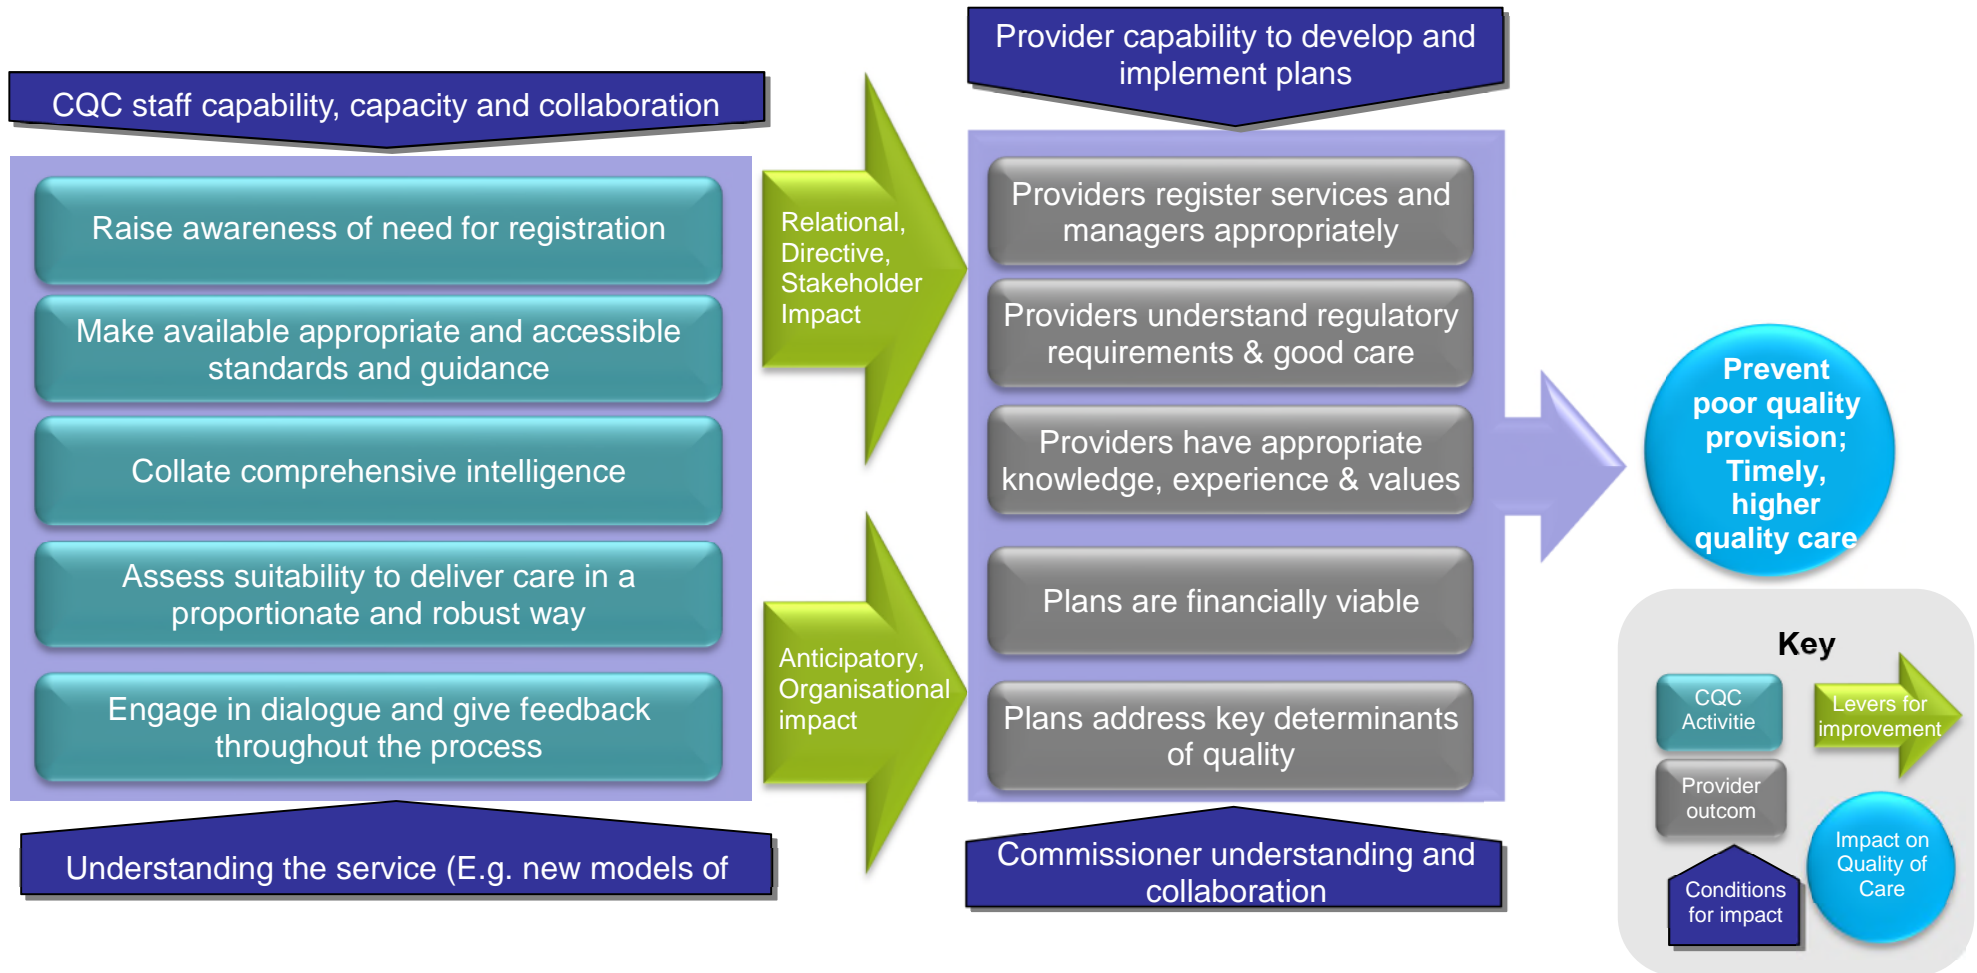 CQC staff capability, capacity and collaboration
Raise awareness of need for registration
Make available appropriate and accessible
standards and guidance
Collate comprehensive intelligence
Assess suitability to deliver care in a
proportionate and robust way
Engage in dialogue and give feedback
throughout the process
Understanding the service (E.g. new models of
Relational,
Directive,
Stakeholder
Impact
Anticipatory,
Organisational
impact
Provider capability to develop and
implement plans
Providers register services and
managers appropriately
Providers understand regulatory
requirements & good care
Providers have appropriate
knowledge, experience & values
Plans are financially viable
Plans address key determinants
of quality
Commissioner understanding and
collaboration
Prevent
poor quality
provision;
Timely,
higher
quality care
Key
CQC
Activitie
Levers for
improvement
Provider
outcom
Conditions
for impact
Impact on
Quality of
Care